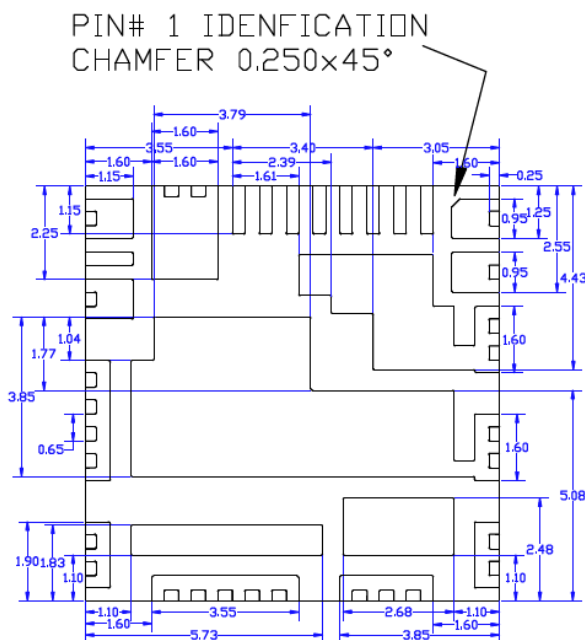 PIN# 1 IDENFICATION
CHAMFER 0.250x45°
3.79
1.60
3.55 3.40 3.05
1.60 1.60 2.39 1.60
1.15 1.61 0.25
1.15 0.95 1.25
2.25 2.55
0.95 4.43
1.04 1.60
1.77
3.85
0.65 1.60
5.08
1.90 1.83 2.48
1.10 1.10
1.10 3.55 2.68 1.10
1.60 1.60
5.73 3.85